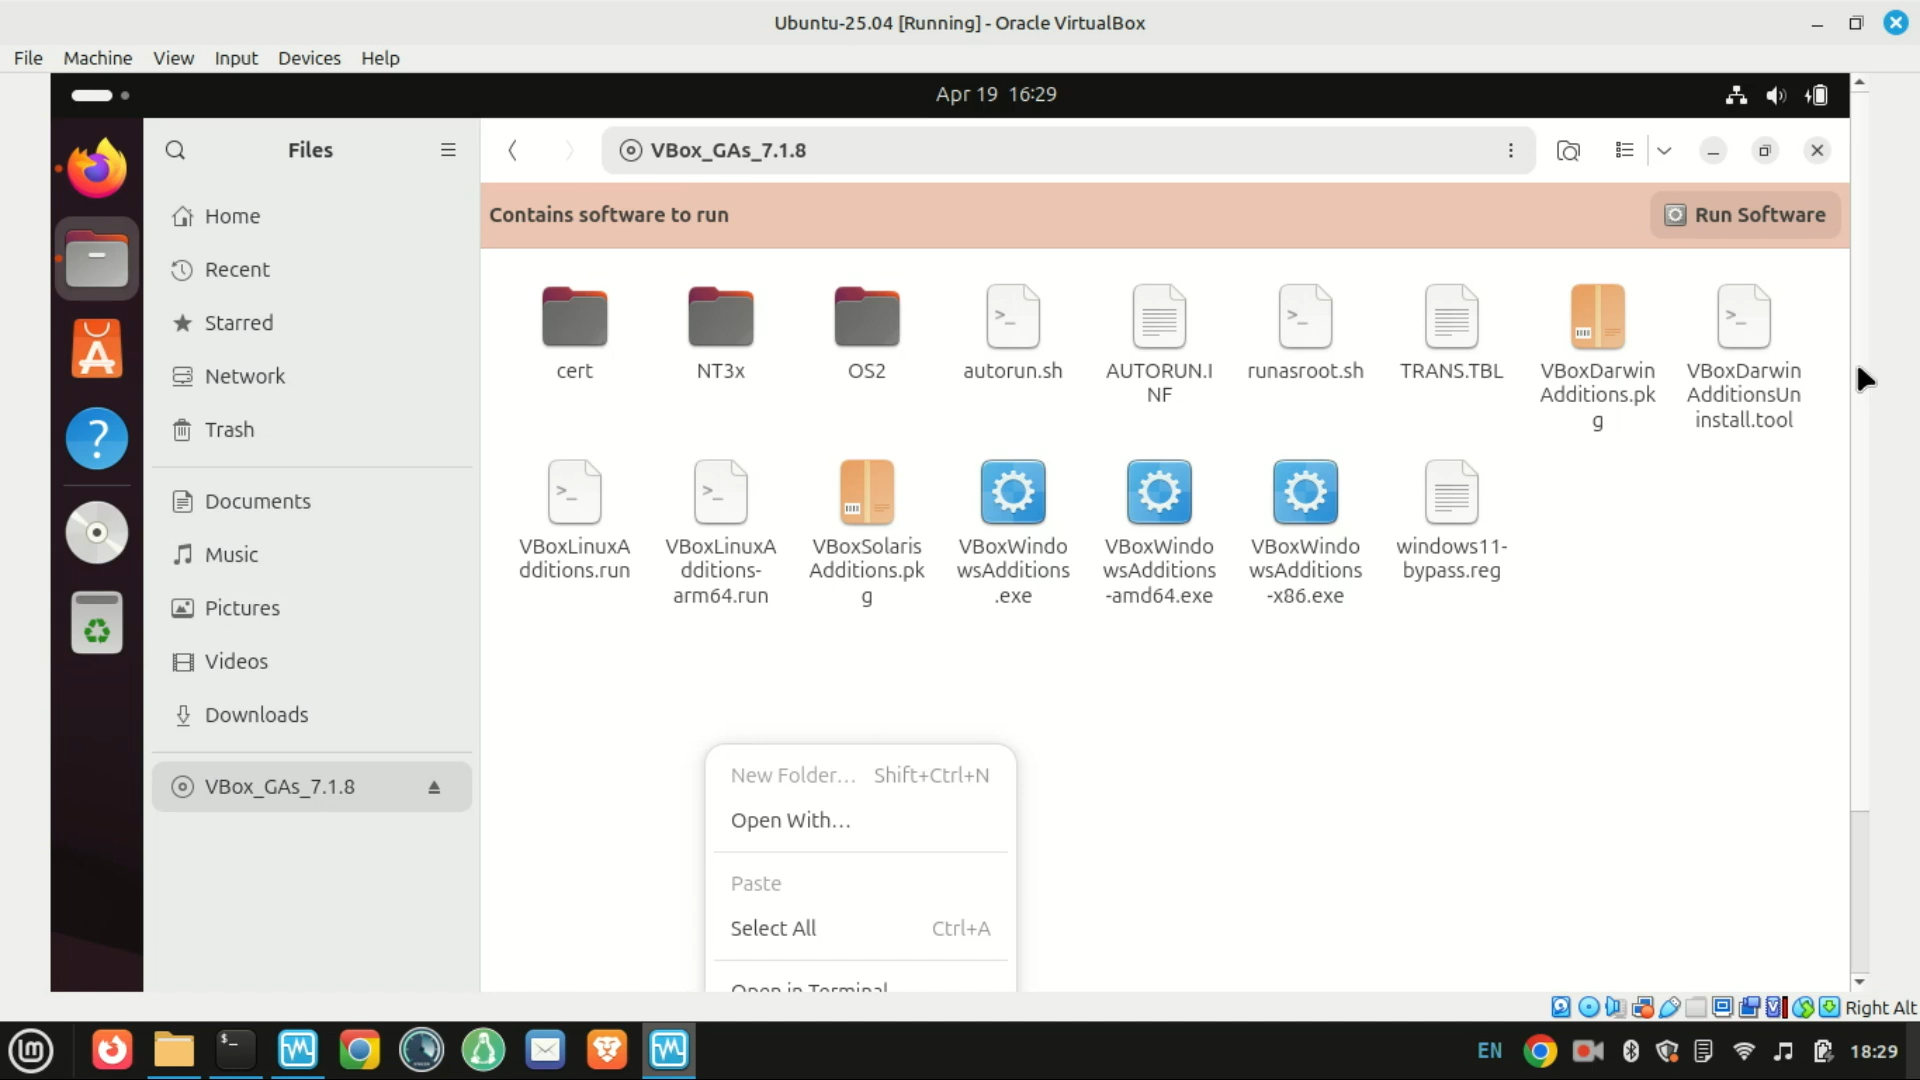 Ubuntu-25.04 [Running] - Oracle VirtualBox
File Machine View Input Devices Help
Apr 19 16:29
Files
VBox_GAs_7.1.8
Home
Recent
Starred
Network
Trash
Documents
Music
Pictures
Videos
Downloads
VBox_GAs_7.1.8
Contains software to run
Run Software
cert
NT3x
OS2
autorun.sh
AUTORUN.I
NF
runasroot.sh
TRANS.TBL
VBoxDarwin
Additions.pk
g
VBoxDarwin
AdditionsUn
install.tool
VBoxLinuxA
dditions.run
VBoxLinuxA
dditions-
arm64.run
VBoxSolaris
Additions.pk
g
VBoxWindo
wsAdditions
.exe
VBoxWindo
wsAdditions
-amd64.exe
VBoxWindo
wsAdditions
-x86.exe
windows11-
bypass.reg
New Folder... Shift+Ctrl+N
Open With...
Paste
Select All Ctrl+A
Open in Terminal
Right Alt
EN
18:29